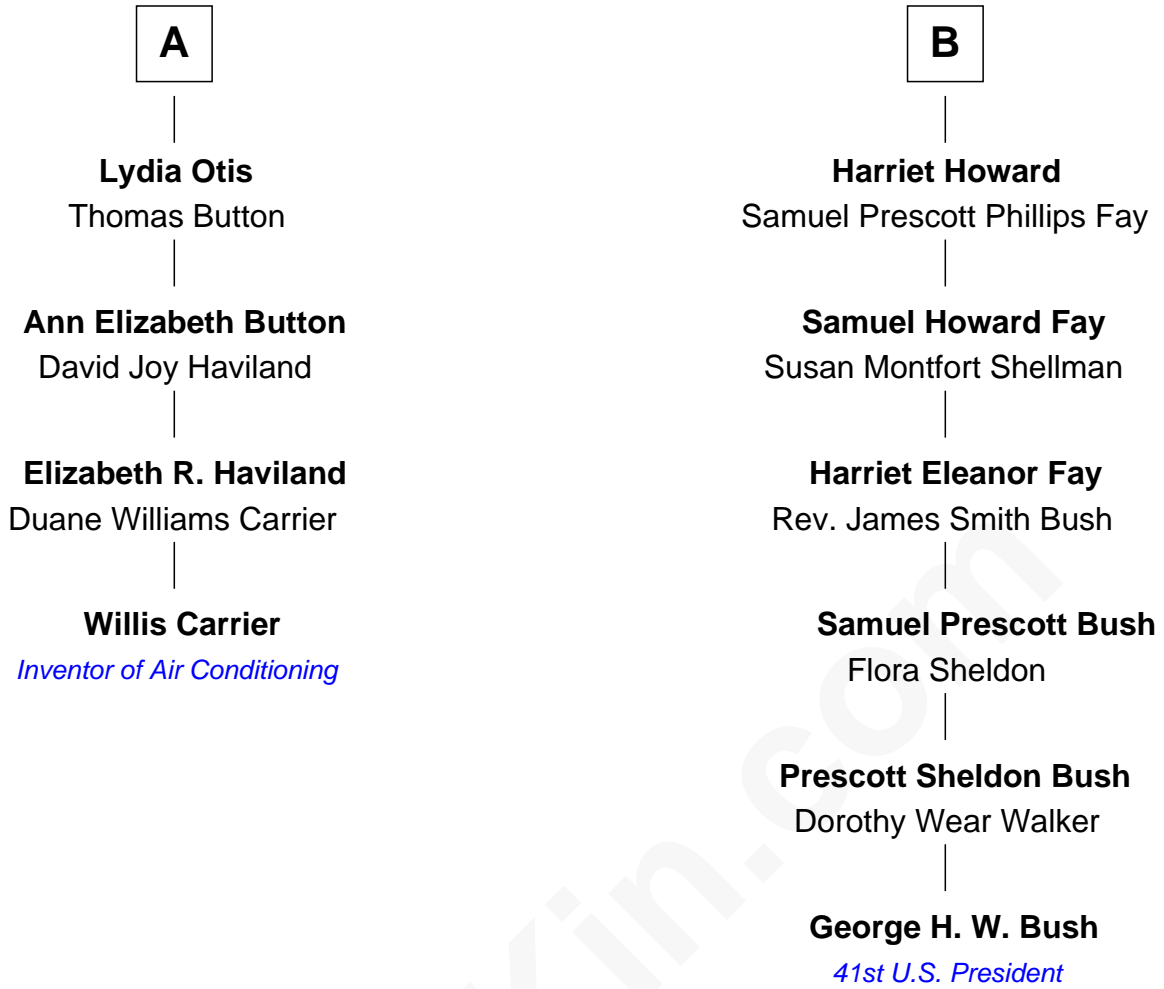 A
Lydia Otis
Thomas Button
Ann Elizabeth Button
David Joy Haviland
Elizabeth R. Haviland
Duane Williams Carrier
Willis Carrier
Inventor of Air Conditioning
B
Harriet Howard
Samuel Prescott Phillips Fay
Samuel Howard Fay
Susan Montfort Shellman
Harriet Eleanor Fay
Rev. James Smith Bush
Samuel Prescott Bush
Flora Sheldon
Prescott Sheldon Bush
Dorothy Wear Walker
George H. W. Bush
41st U.S. President